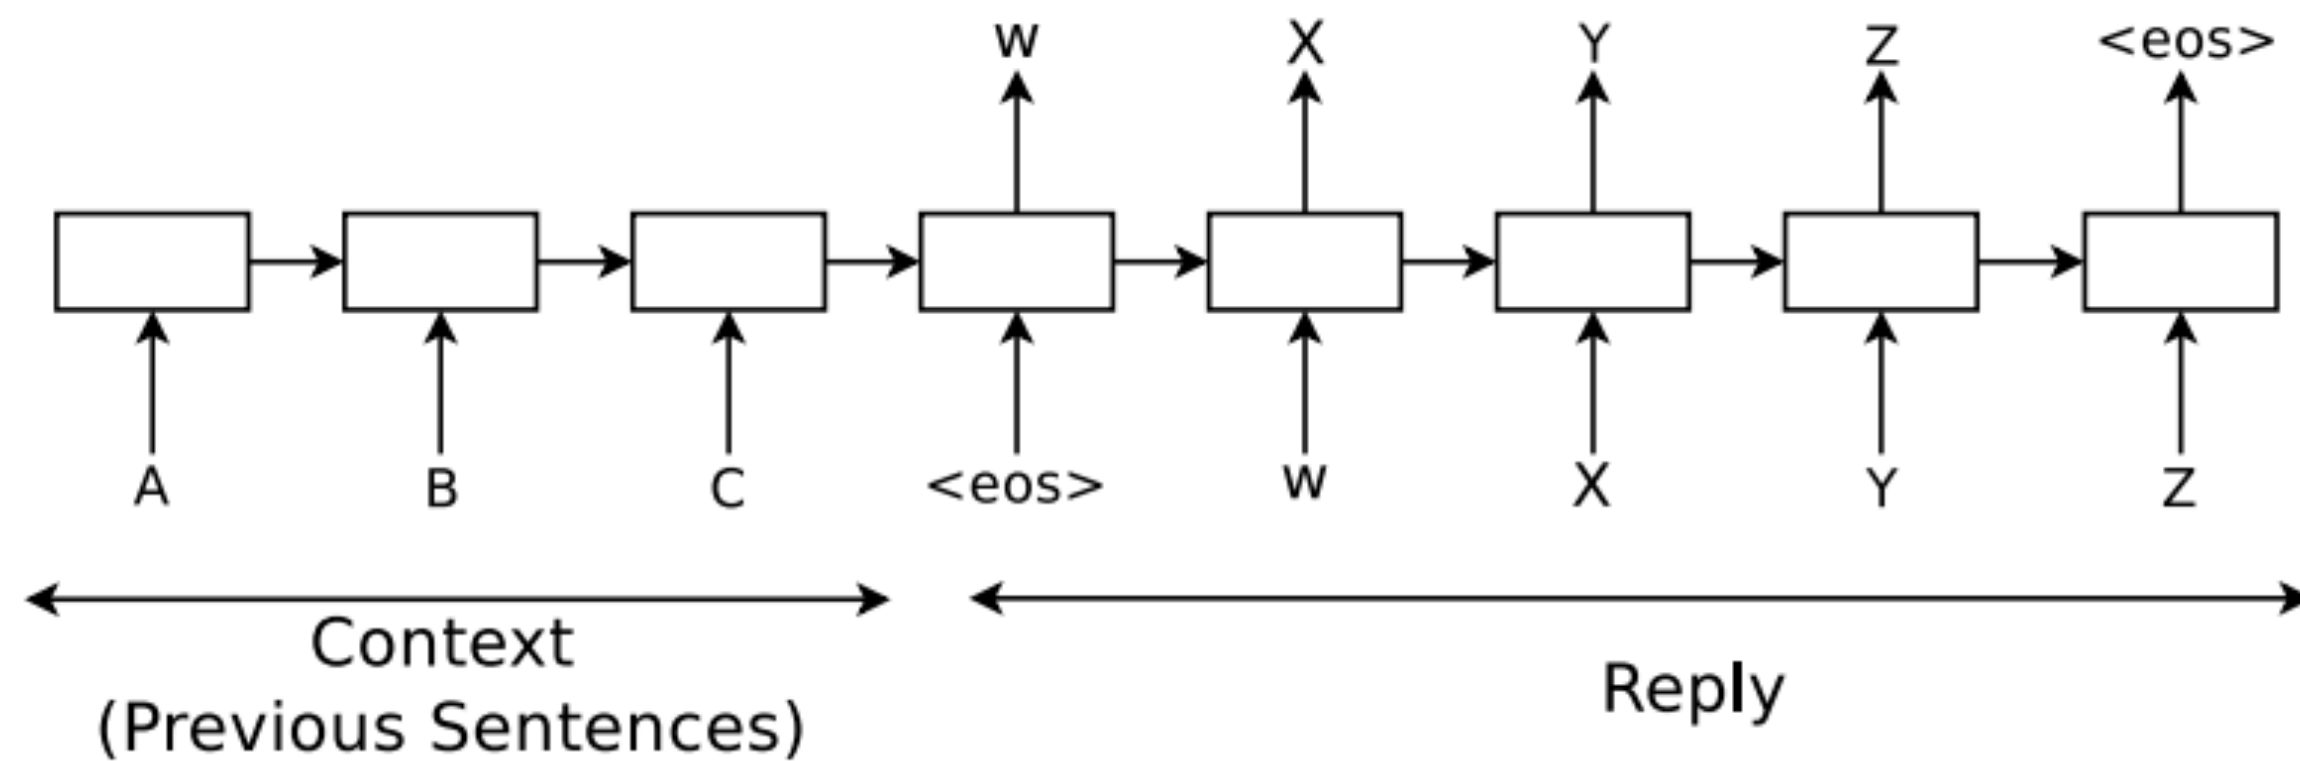 W X Y Z <eos>
A B C <eos> W X Y Z
Context
(Previous Sentences)
Reply